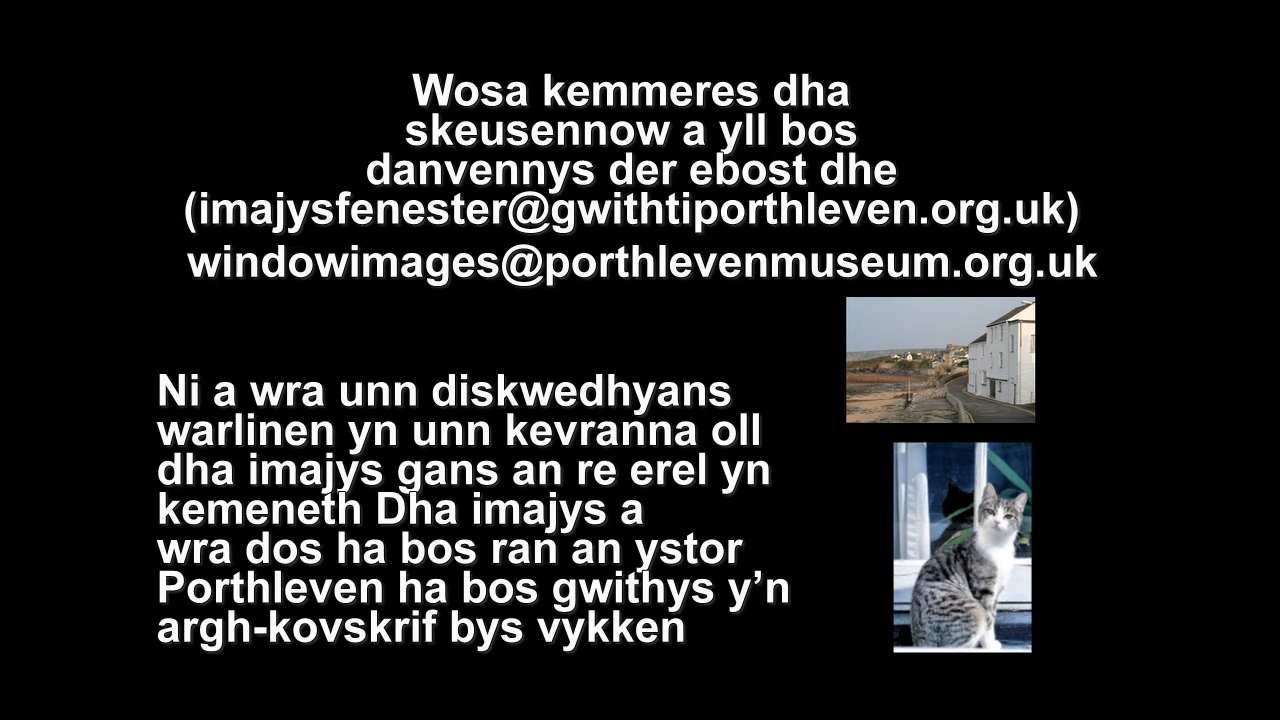 Wosa kemmeres dha
skeusennow a yll bos
danvennys der ebost dhe
(imajysfenester@gwithtiporthleven.org.uk)
windowimages@porthlevenmuseum.org.uk
Ni a wra unn diskwedhyans
warlinen yn unn kevranna oll
dha imajys gans an re erel yn
kemeneth Dha imajys a
wra dos ha bos ran an ystor
Porthleven ha bos gwithys y’n
argh-kovskrif bys vykken